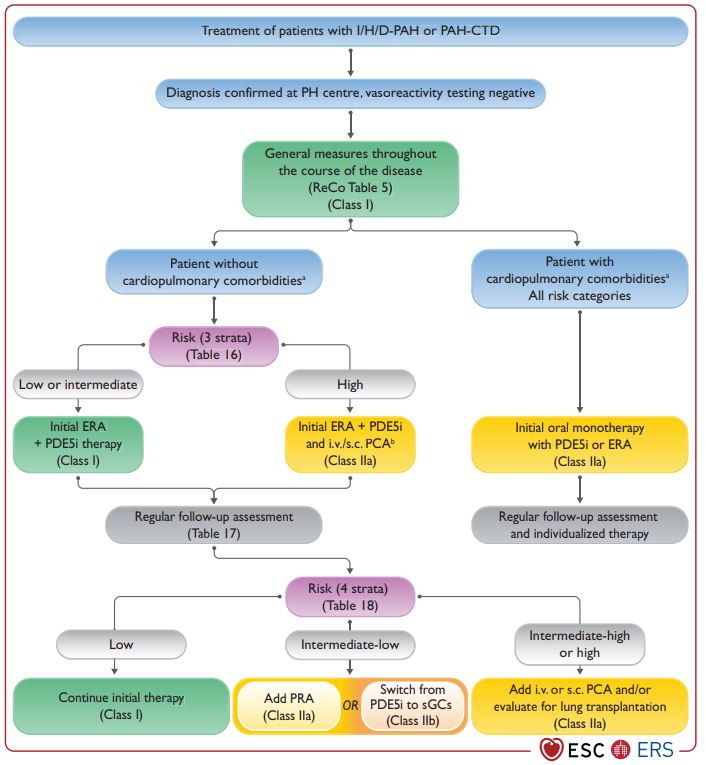 Treatment of patients with I/H/D-PAH or PAH-CTD
Diagnosis confirmed at PH centre, vasoreactivity testing negative
General measures throughout
the course of the disease
(ReCo Table 5)
(Class I)
Patient without
cardiopulmonary comorbiditiesᵃ
Patient with
cardiopulmonary comorbiditiesᵃ
All risk categories
Risk (3 strata)
(Table 16)
Low or intermediate
High
Initial ERA
+ PDE5i therapy
(Class I)
Initial ERA + PDE5i
and i.v./s.c. PCAᵇ
(Class IIa)
Initial oral monotherapy
with PDE5i or ERA
(Class IIa)
Regular follow-up assessment
(Table 17)
Regular follow-up assessment
and individualized therapy
Risk (4 strata)
(Table 18)
Low
Intermediate-low
Intermediate-high
or high
Continue initial therapy
(Class I)
Add PRA
(Class IIa)
OR
Switch from
PDE5i to sGCs
(Class IIb)
Add i.v. or s.c. PCA and/or
evaluate for lung transplantation
(Class IIa)
ESC ERS